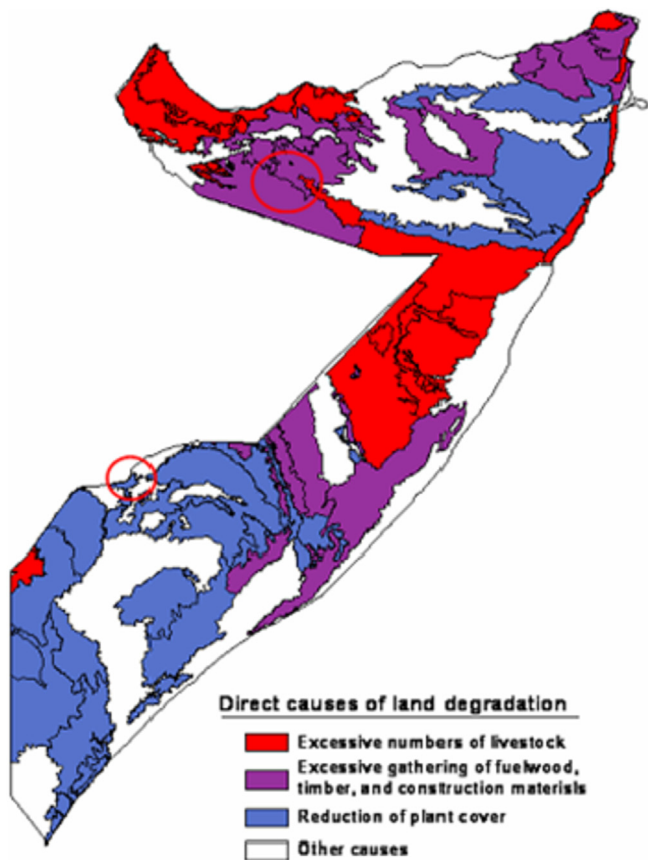 Direct causes of land degradation
Excessive numbers of livestock
Excessive gathering of fuelwood,
timber, and construction materisls
Reduction of plant cover
Other causes